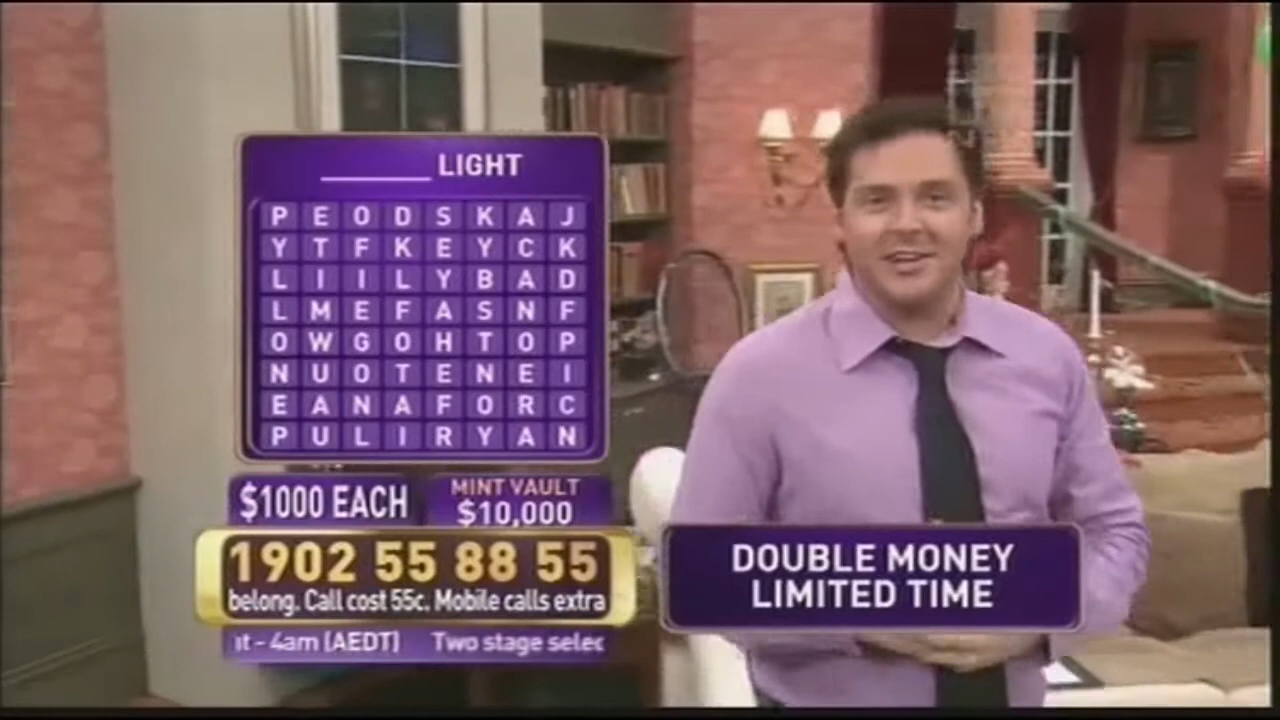 ______ LIGHT
P E O D S K A J
Y T F K E Y C K
L I I L Y B A D
L M E F A S N F
O W G O H T O P
N U O T E N E I
E A N A F O R C
P U L I R Y A N
$1000 EACH
MINT VAULT
$10,000
1902 55 88 55
belong. Call cost 55c. Mobile calls extra
DOUBLE MONEY
LIMITED TIME
- 4am (AEDT) Two stage selec